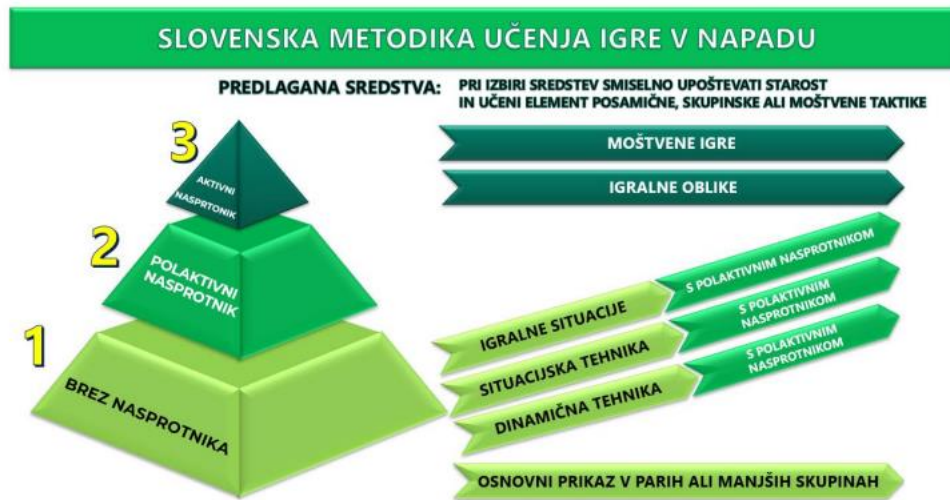 SLOVENSKA METODIKA UČENJA IGRE V NAPADU
PREDLAGANA SREDSTVA:
PRI IZBIRI SREDSTEV SMISELNO UPOŠTEVATI STAROST
IN UČENI ELEMENT POSAMIČNE, SKUPINSKE ALI MOŠTVENE TAKTIKE
3
AKTIVNI
NASPRTONIK
2
POLAKTIVNI
NASPROTNIK
1
BREZ NASPROTNIKA
MOŠTVENE IGRE
IGRALNE OBLIKE
IGRALNE SITUACIJE
S POLAKTIVNIM NASPROTNIKOM
SITUACIJSKA TEHNIKA
S POLAKTIVNIM
NASPROTNIKOM
DINAMIČNA TEHNIKA
S POLAKTIVNIM
NASPROTNIKOM
OSNOVNI PRIKAZ V PARIH ALI MANJŠIH SKUPINAH